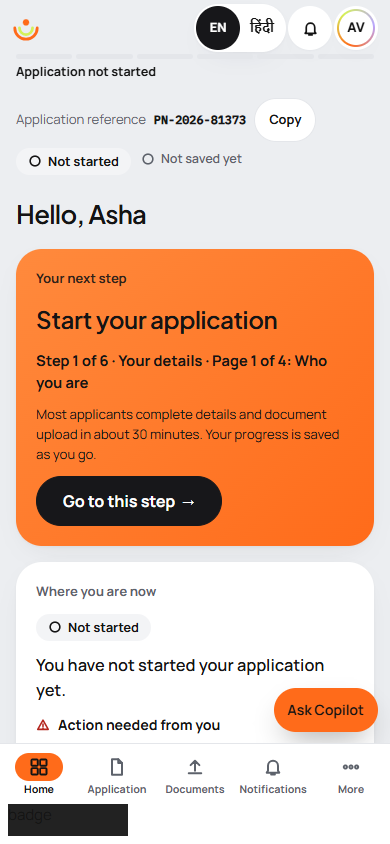 EN हिंदी AV
Application not started
Application reference PN-2026-81373 Copy
Not started Not saved yet
Hello, Asha
Your next step
Start your application
Step 1 of 6 · Your details · Page 1 of 4: Who
you are
Most applicants complete details and document
upload in about 30 minutes. Your progress is saved
as you go.
Go to this step →
Where you are now
Not started
You have not started your application
yet.
Ask Copilot
Action needed from you
Home Application Documents Notifications More
badge